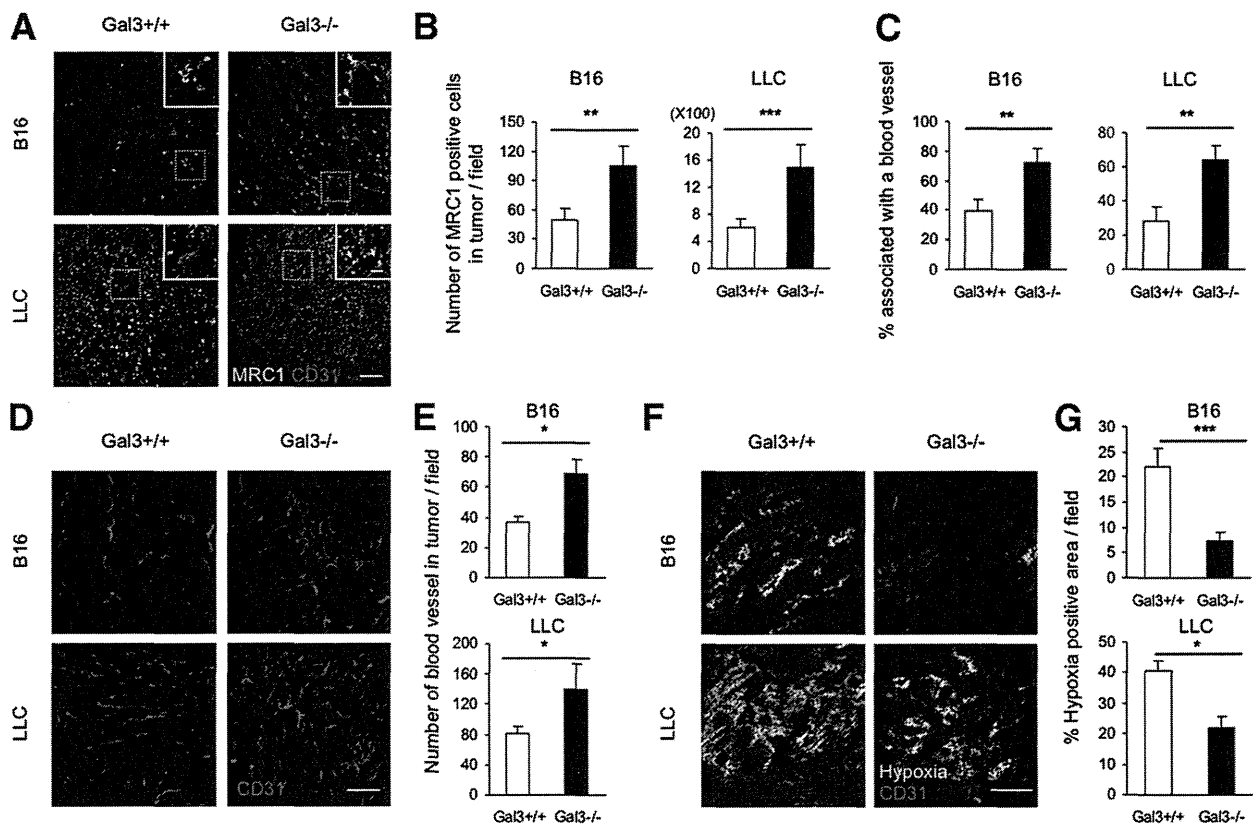 A
Gal3+/+ Gal3-/-
B16
LLC
MRC1 CD31
B
Number of MRC1 positive cells
in tumor / field
B16
**
150
120
90
60
30
0
Gal3+/+ Gal3-/-
LLC
(X100)
***
20
16
12
8
4
0
Gal3+/+ Gal3-/-
C
% associated with a blood vessel
B16
**
100
80
60
40
20
0
Gal3+/+ Gal3-/-
LLC
**
80
60
40
20
0
Gal3+/+ Gal3-/-
D
Gal3+/+ Gal3-/-
B16
LLC
CD31
E
Number of blood vessel in tumor / field
B16
*
100
80
60
40
20
0
Gal3+/+ Gal3-/-
LLC
*
200
160
120
80
40
0
Gal3+/+ Gal3-/-
F
Gal3+/+ Gal3-/-
B16
LLC
Hypoxia
CD31
G
% Hypoxia positive area / field
B16
***
30
25
20
15
10
5
0
Gal3+/+ Gal3-/-
LLC
*
50
40
30
20
10
0
Gal3+/+ Gal3-/-